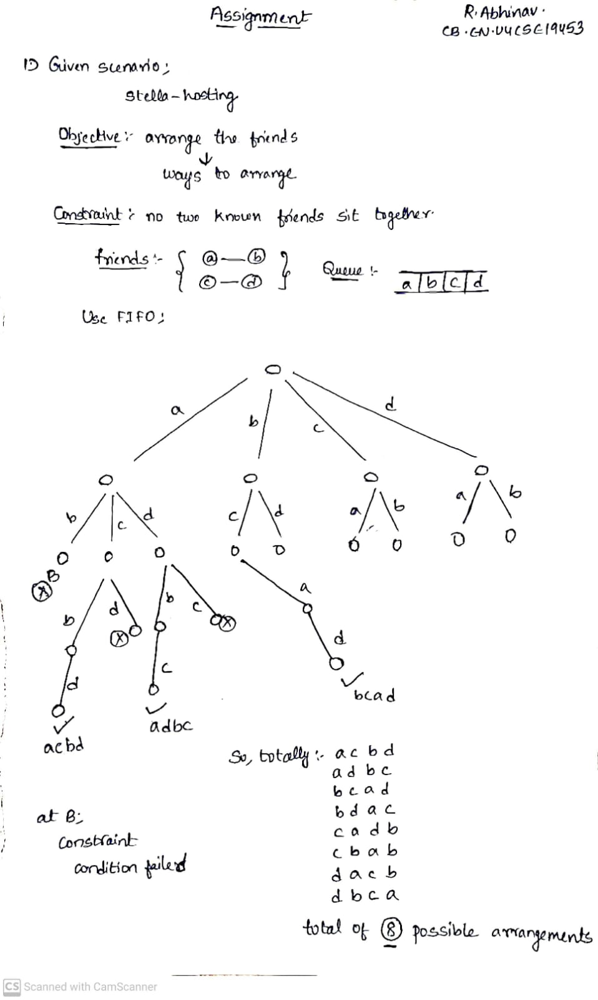 Assignment
R. Abhinav.
CB.EN.U4CSE19453
1) Given scenario;
Stella-hosting
Objective:- arrange the friends
↓
ways to arrange
Constraint: no two known friends sit together.
friends:- { (a)—(b) (c)—(d) }
Queue:- a|b|c|d
Use FIFO;
a b c d
b c d c d a b a b
B
b d b c a
d c d
acbd adbc bcad
So, totally:- a c b d
a d b c
b c a d
b d a c
c a d b
c b a b
d a c b
d b c a
at B;
Constraint
condition failed
total of (8) possible arrangements
CS Scanned with CamScanner